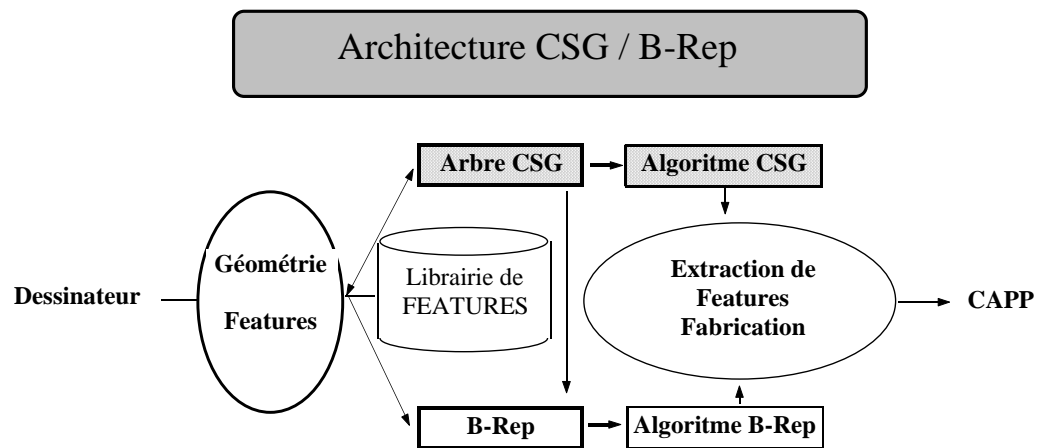 Architecture CSG / B-Rep
Arbre CSG
Algoritme CSG
Géométrie
Features
Librairie de
FEATURES
Extraction de
Features
Fabrication
Dessinateur
CAPP
B-Rep
Algoritme B-Rep